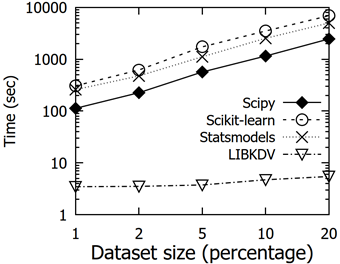 Time (sec)
10000
1000
100
10
1
Scipy
Scikit-learn
Statsmodels
LIBKDV
1 2 5 10 20
Dataset size (percentage)